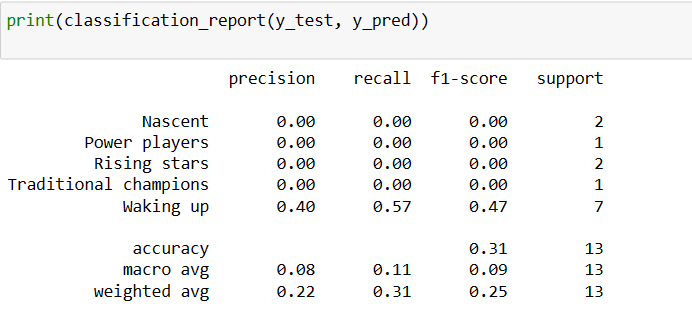 print(classification_report(y_test, y_pred))
precision recall f1-score support
Nascent 0.00 0.00 0.00 2
Power players 0.00 0.00 0.00 1
Rising stars 0.00 0.00 0.00 2
Traditional champions 0.00 0.00 0.00 1
Waking up 0.40 0.57 0.47 7
accuracy 0.31 13
macro avg 0.08 0.11 0.09 13
weighted avg 0.22 0.31 0.25 13